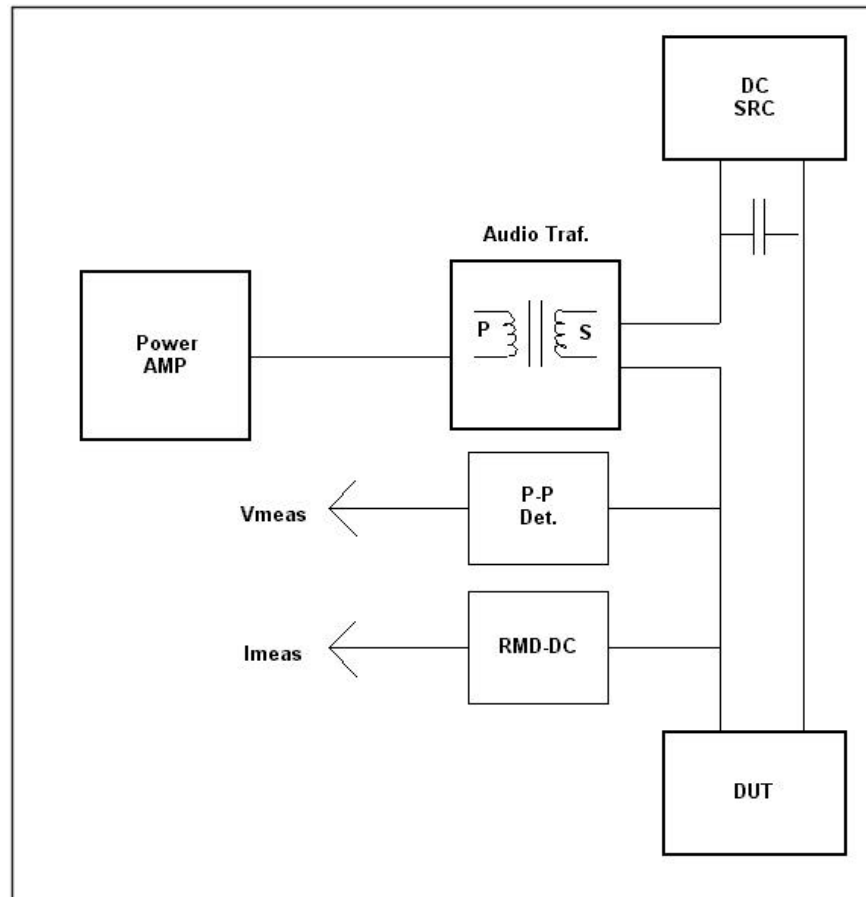 DC
SRC
Audio Traf.
P
S
Power
AMP
P-P
Det.
Vmeas
RMD-DC
Imeas
DUT